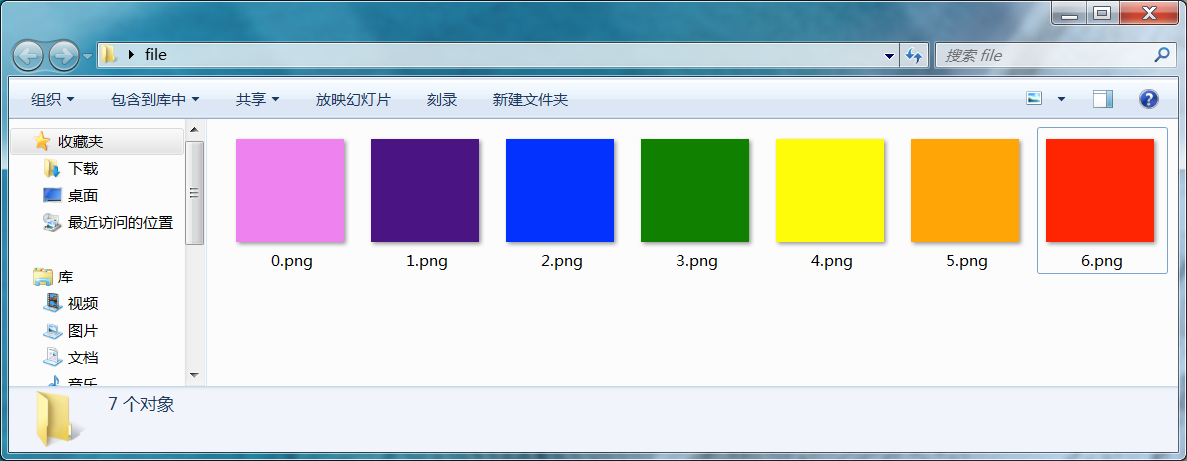 file
搜索 file
组织 包含到库中 共享 放映幻灯片 刻录 新建文件夹
收藏夹
下载
桌面
最近访问的位置
库
视频
图片
文档
音乐
0.png 1.png 2.png 3.png 4.png 5.png 6.png
7 个对象